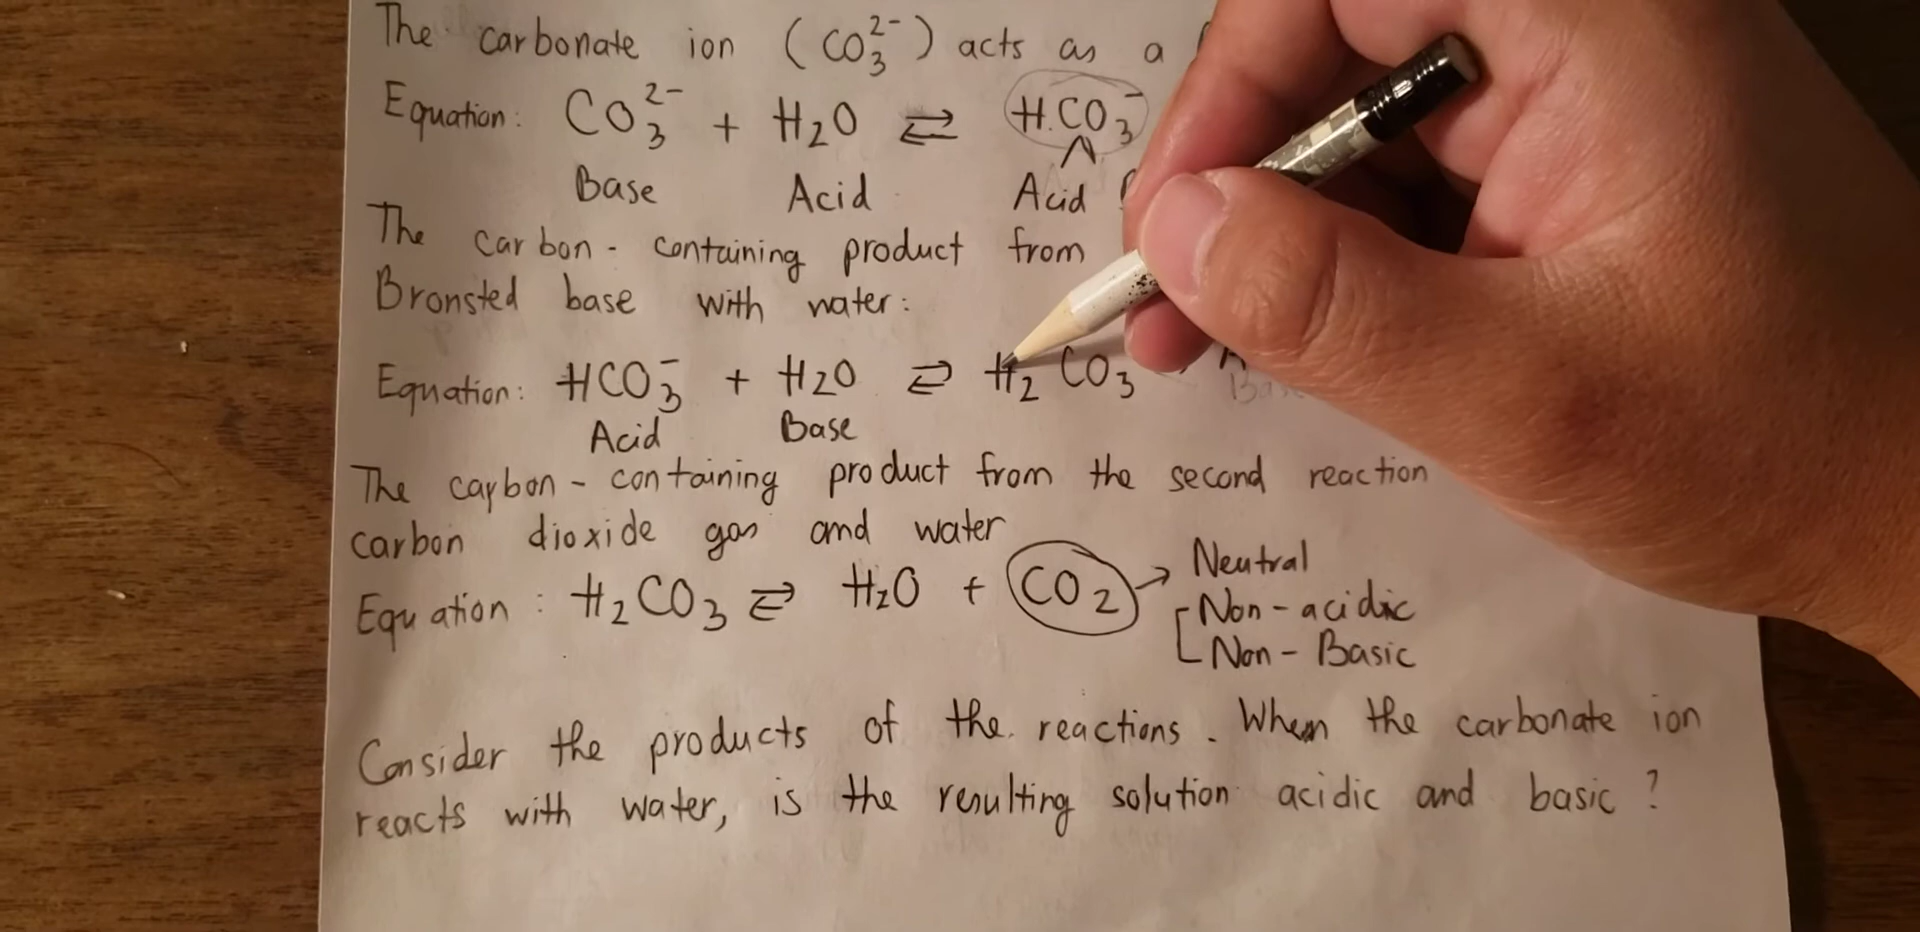 The carbonate ion (CO₃²⁻) acts as a
Equation: CO₃²⁻ + H₂O ⇄ H.CO₃⁻
Base Acid Acid
The carbon - containing product from
Bronsted base with water:
Equation: HCO₃⁻ + H₂O ⇄ H₂ CO₃
Acid Base
The carbon - containing product from the second reaction
carbon dioxide gas and water
Equation : H₂CO₃ ⇄ H₂O + CO₂ → Neutral
Non - acidic
Non - Basic
Consider the products of the. reactions. When the carbonate ion
reacts with water, is the resulting solution acidic and basic ?